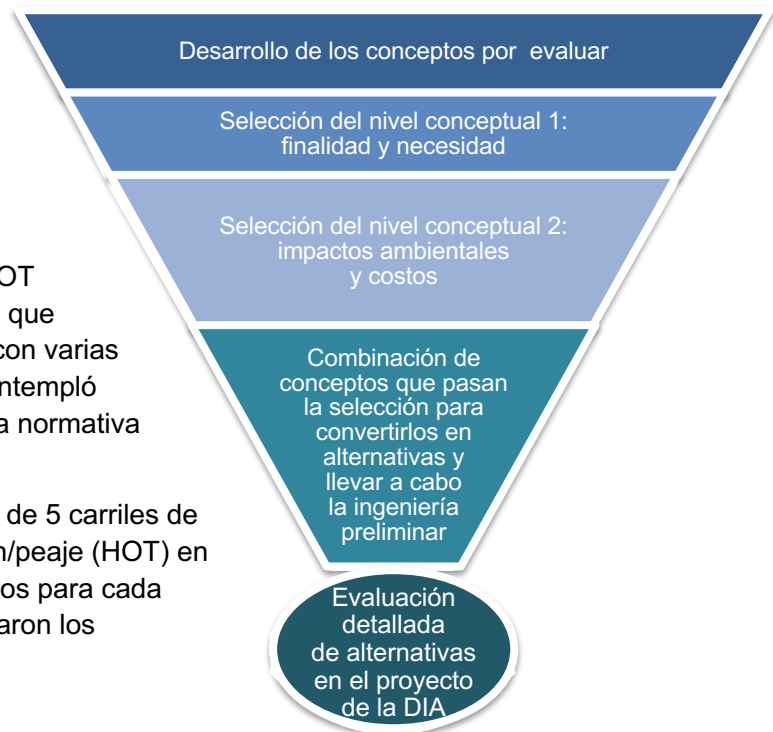 Desarrollo de los conceptos por evaluar
Selección del nivel conceptual 1:
finalidad y necesidad
Selección del nivel conceptual 2:
impactos ambientales
y costos
Combinación de
conceptos que pasan
la selección para
convertirlos en
alternativas y
llevar a cabo
la ingeniería
preliminar
Evaluación
detallada
de alternativas
en el proyecto
de la DIA
OT
que
con varias
ntempló
a normativa
de 5 carriles de
n/peaje (HOT) en
os para cada
aron los